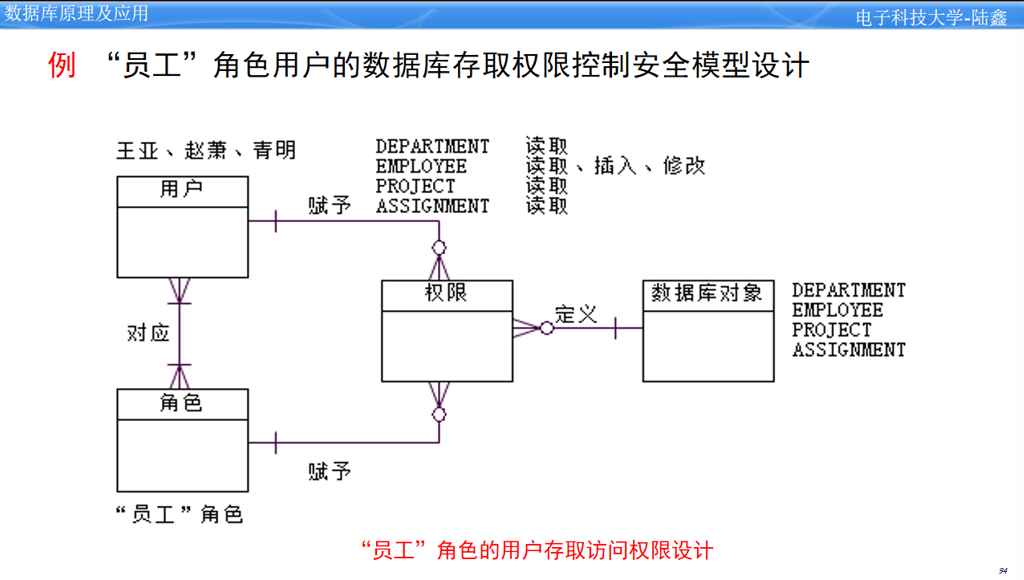 数据库原理及应用
电子科技大学-陆鑫
例 “员工”角色用户的数据库存取权限控制安全模型设计
王亚、赵萧、青明
DEPARTMENT 读取
EMPLOYEE 读取、插入、修改
PROJECT 读取
ASSIGNMENT 读取
用户
赋予
权限
定义
数据库对象
DEPARTMENT
EMPLOYEE
PROJECT
ASSIGNMENT
对应
角色
赋予
“员工”角色
“员工”角色的用户存取访问权限设计
94